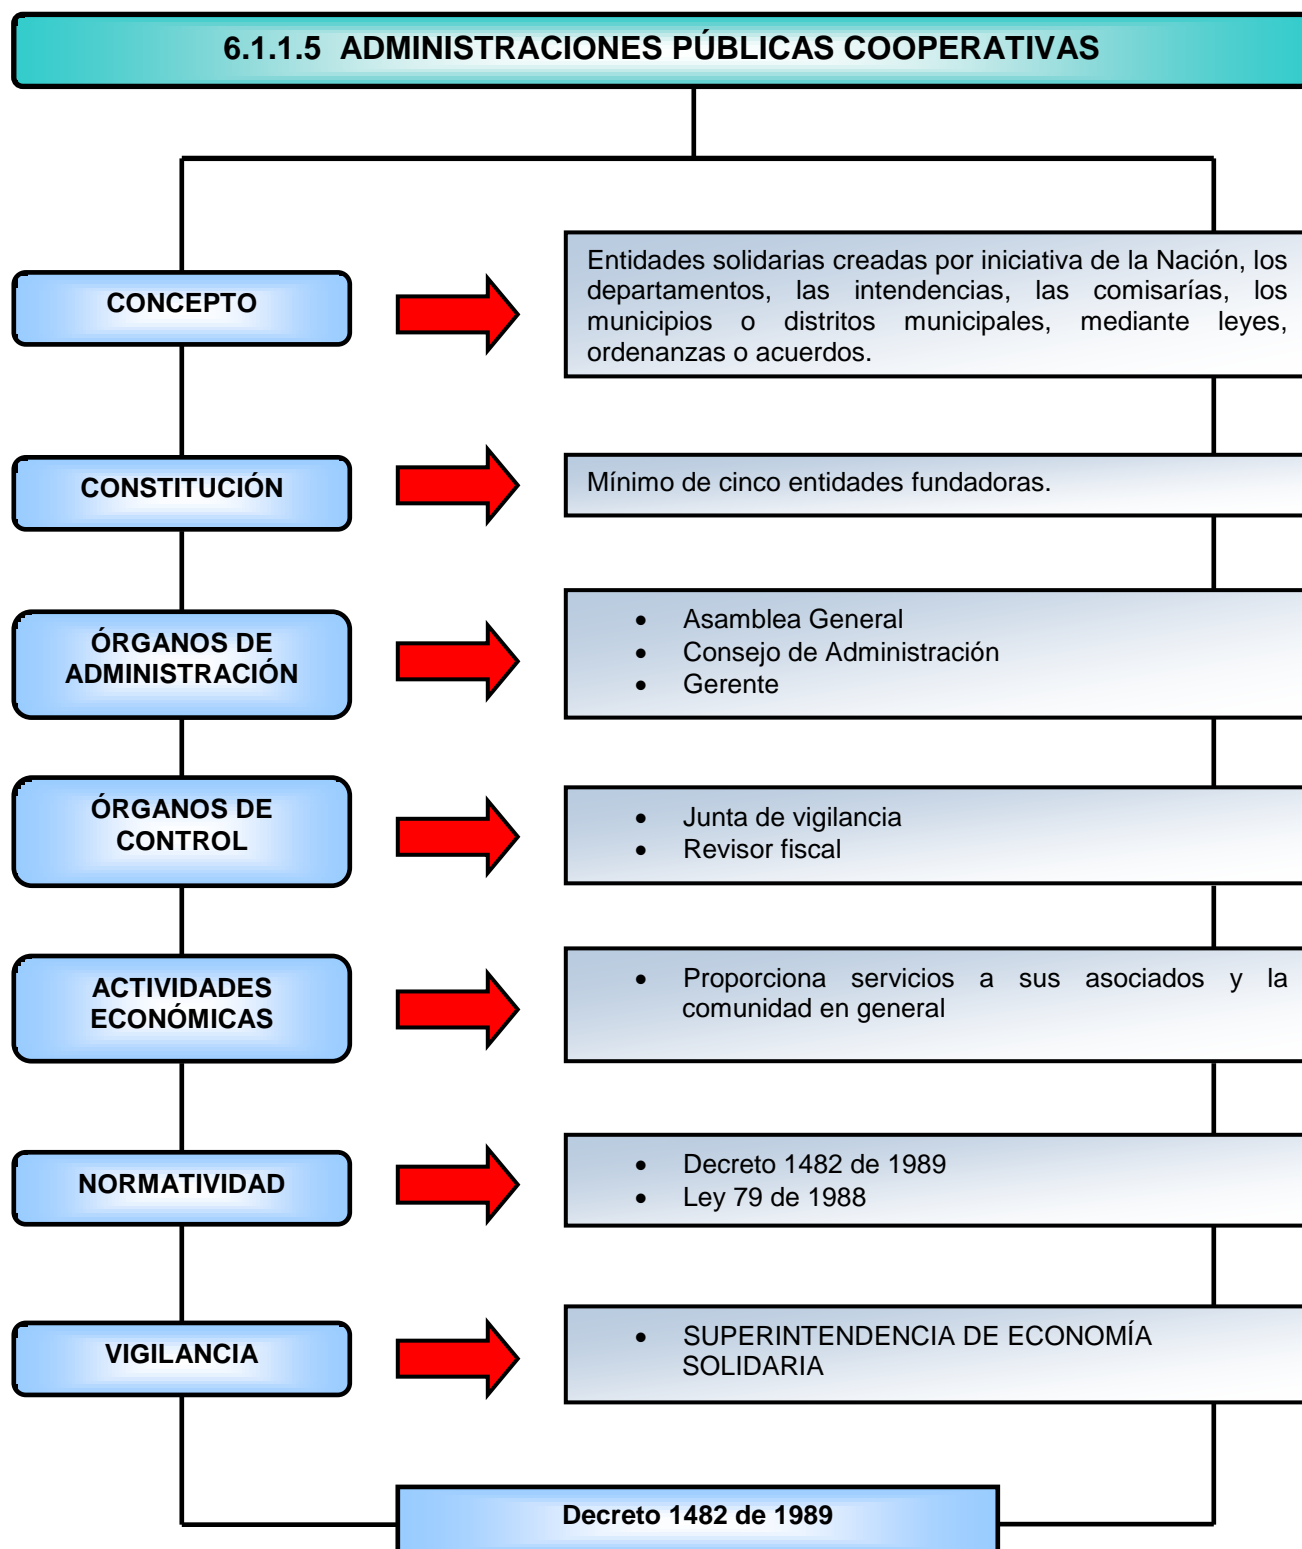 6.1.1.5 ADMINISTRACIONES PÚBLICAS COOPERATIVAS
CONCEPTO
Entidades solidarias creadas por iniciativa de la Nación, los
departamentos, las intendencias, las comisarías, los
municipios o distritos municipales, mediante leyes,
ordenanzas o acuerdos.
CONSTITUCIÓN
Mínimo de cinco entidades fundadoras.
ÓRGANOS DE
ADMINISTRACIÓN
• Asamblea General
• Consejo de Administración
• Gerente
ÓRGANOS DE
CONTROL
• Junta de vigilancia
• Revisor fiscal
ACTIVIDADES
ECONÓMICAS
• Proporciona servicios a sus asociados y la
comunidad en general
NORMATIVIDAD
• Decreto 1482 de 1989
• Ley 79 de 1988
VIGILANCIA
• SUPERINTENDENCIA DE ECONOMÍA
SOLIDARIA
Decreto 1482 de 1989